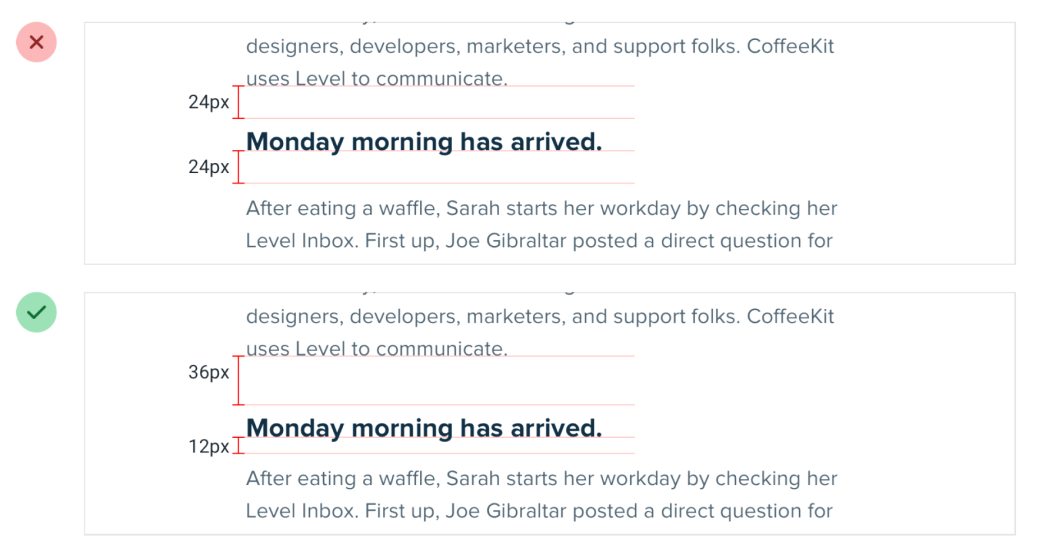 designers, developers, marketers, and support folks. CoffeeKit
uses Level to communicate.
24px
Monday morning has arrived.
24px
After eating a waffle, Sarah starts her workday by checking her
Level Inbox. First up, Joe Gibraltar posted a direct question for
designers, developers, marketers, and support folks. CoffeeKit
uses Level to communicate.
36px
Monday morning has arrived.
12px
After eating a waffle, Sarah starts her workday by checking her
Level Inbox. First up, Joe Gibraltar posted a direct question for